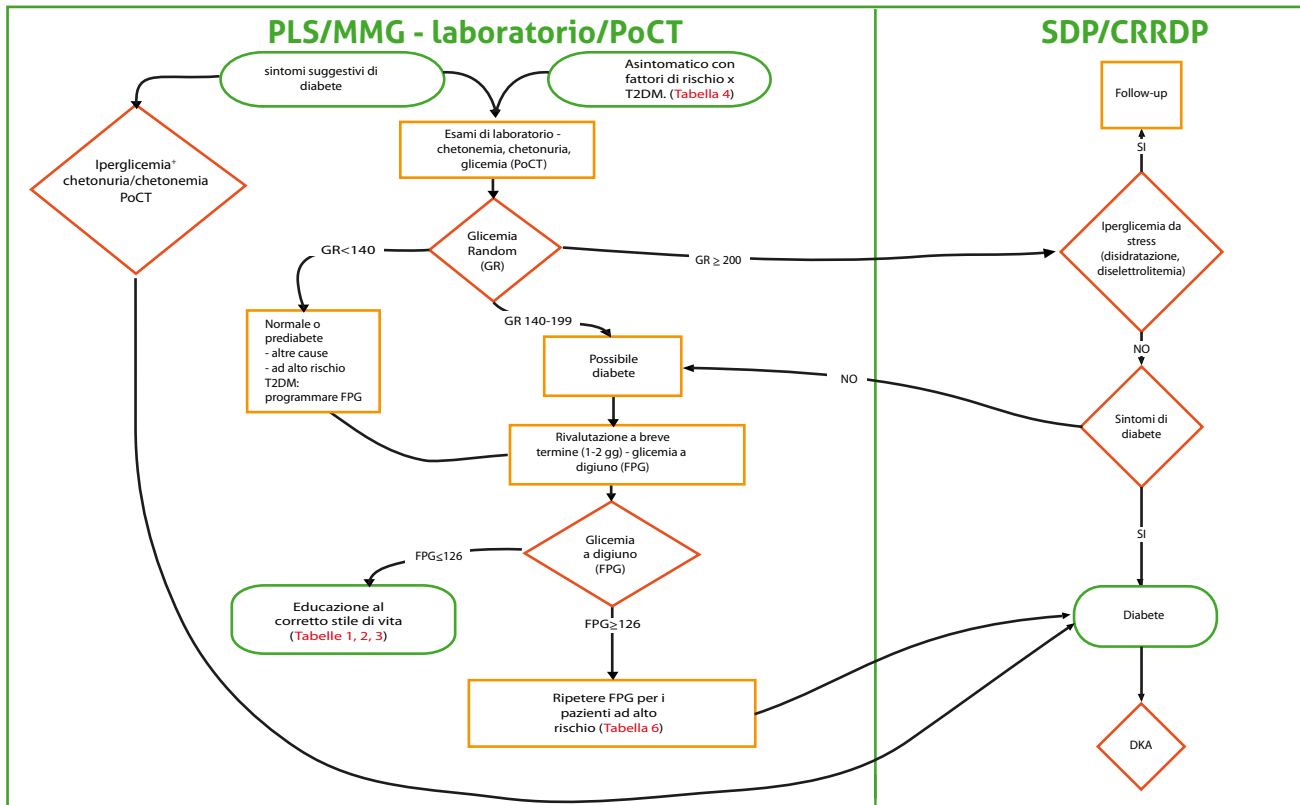 PLS/MMG - laboratorio/PoCT
SDP/CRRDP
sintomi suggestivi di
diabete
Asintomatico con
fattori di rischio x
T2DM. (Tabella 4)
Follow-up
Esami di laboratorio -
chetonemia, chetonuria,
glicemia (PoCT)
SI
Iperglicemia+
chetonuria/chetonemia
PoCT
Glicemia
Random
(GR)
GR<140
GR ≥ 200
Iperglicemia da
stress
(disidratazione,
diselettrolitemia)
GR 140-199
Normale o
prediabete
- altre cause
- ad alto rischio
T2DM:
programmare FPG
Possibile
diabete
NO
NO
Sintomi di
diabete
Rivalutazione a breve
termine (1-2 gg) - glicemia a
digiuno (FPG)
Glicemia
a digiuno
(FPG)
FPG≤126
SI
Educazione al
corretto stile di vita
(Tabelle 1, 2, 3)
FPG≥126
Diabete
Ripetere FPG per i
pazienti ad alto
rischio (Tabella 6)
DKA